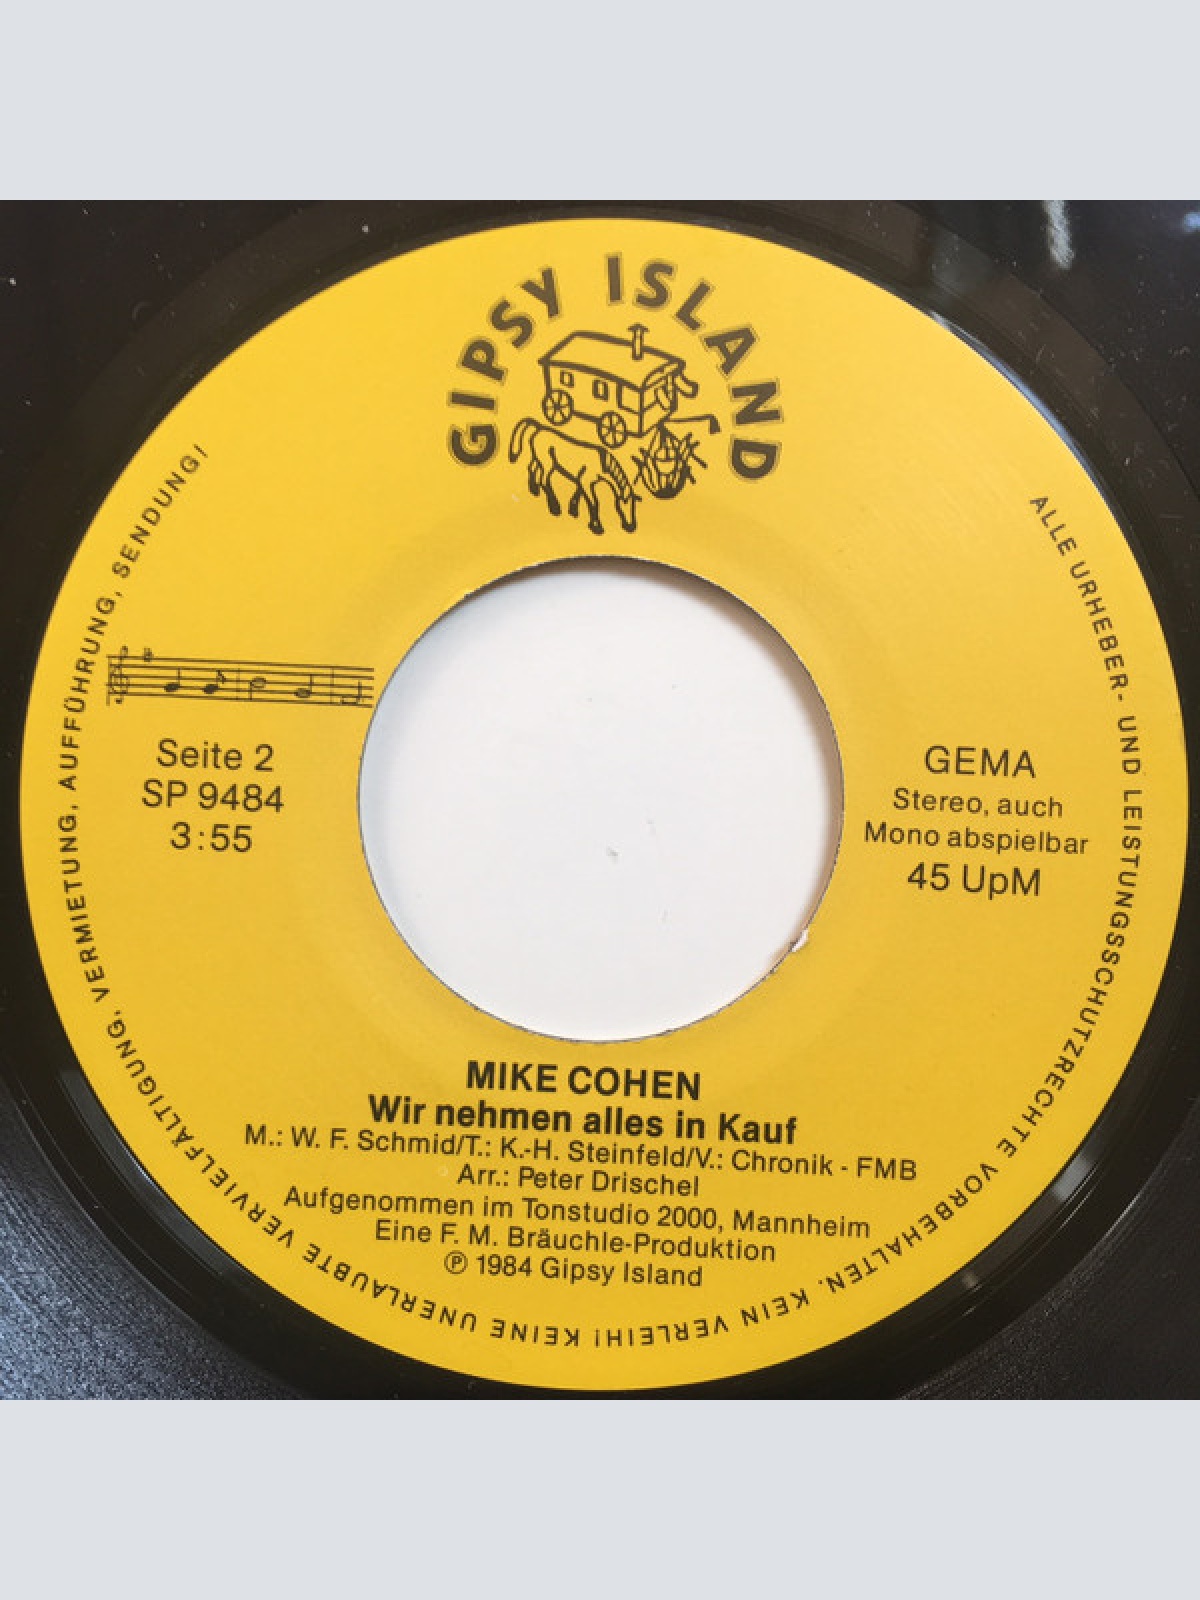 GIPSY ISLAND
Seite 2
SP 9484
3:55
GEMA
Stereo, auch
Mono abspielbar
45 UpM
MIKE COHEN
Wir nehmen alles in Kauf
M.: W. F. Schmid/T.: K.-H. Steinfeld/V.: Chronik - FMB
Arr.: Peter Drischel
Aufgenommen im Tonstudio 2000, Mannheim
Eine F. M. Bräuchle-Produktion
℗ 1984 Gipsy Island
ALLE URHEBER- UND LEISTUNGSSCHUTZRECHTE VORBEHALTEN. KEIN VERLEIH! KEINE UNERLAUBTE VERVIELFÄLTIGUNG, VERMIETUNG, AUFFÜHRUNG, SENDUNG!